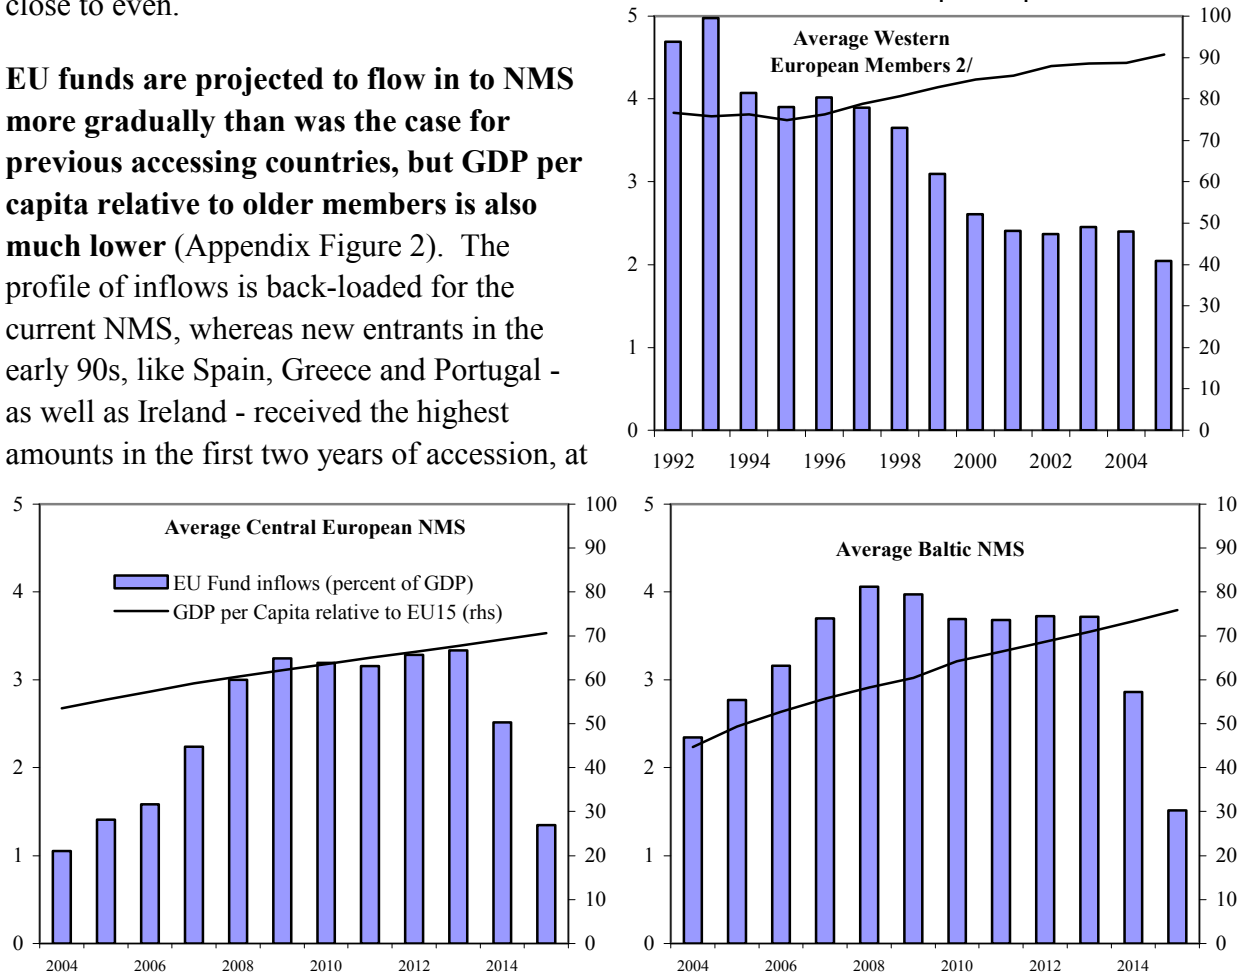 close to even.
EU funds are projected to flow in to NMS
more gradually than was the case for
previous accessing countries, but GDP per
capita relative to older members is also
much lower (Appendix Figure 2). The
profile of inflows is back-loaded for the
current NMS, whereas new entrants in the
early 90s, like Spain, Greece and Portugal -
as well as Ireland - received the highest
amounts in the first two years of accession, at
Average Western
European Members 2/
5
4
3
2
1
0
100
90
80
70
60
50
40
30
20
10
0
1992 1994 1996 1998 2000 2002 2004
Average Central European NMS
EU Fund inflows (percent of GDP)
GDP per Capita relative to EU15 (rhs)
5
4
3
2
1
0
100
90
80
70
60
50
40
30
20
10
0
2004 2006 2008 2010 2012 2014
Average Baltic NMS
5
4
3
2
1
0
10
90
80
70
60
50
40
30
20
10
0
2004 2006 2008 2010 2012 2014